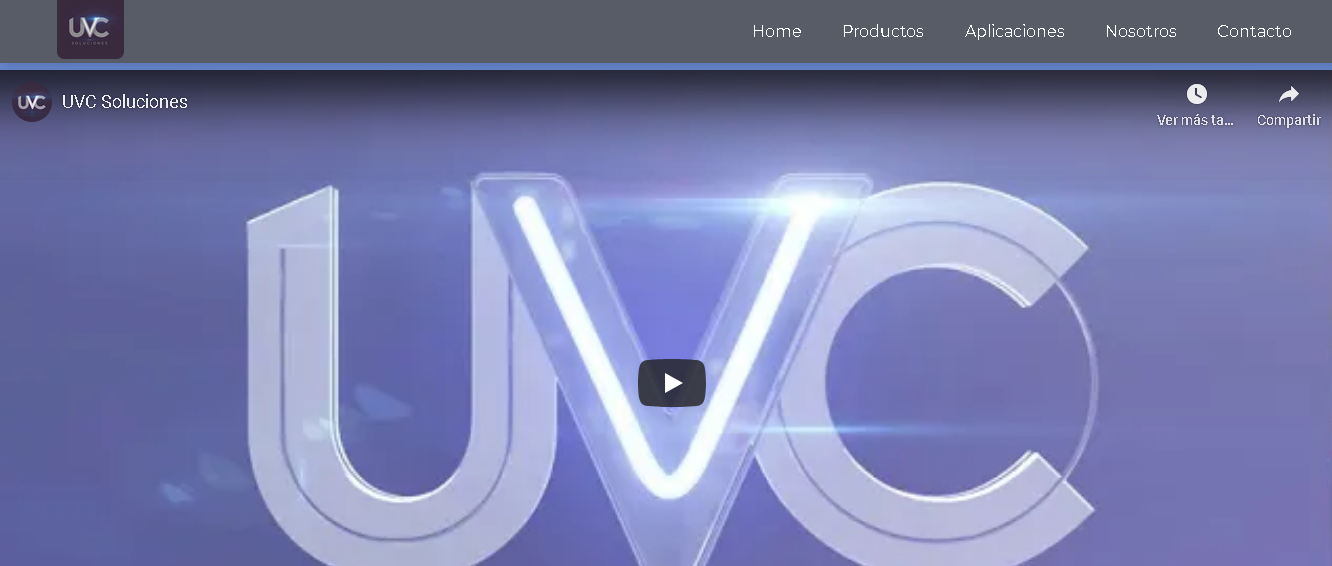 UVC
SOLUCIONES
Home Productos Aplicaciones Nosotros Contacto
UVC UVC Soluciones
Ver más ta... Compartir
UVC